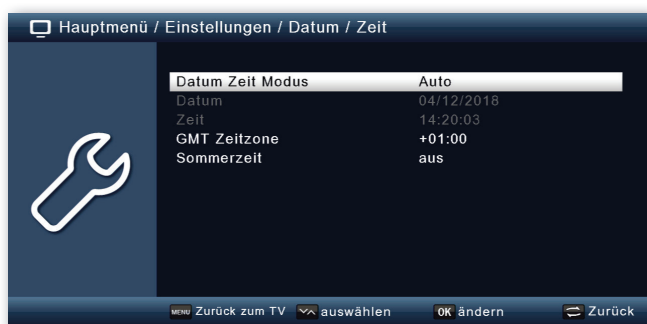 Hauptmenü / Einstellungen / Datum / Zeit
Datum Zeit Modus Auto
Datum 04/12/2018
Zeit 14:20:03
GMT Zeitzone +01:00
Sommerzeit aus
MENU Zurück zum TV auswählen OK ändern Zurück